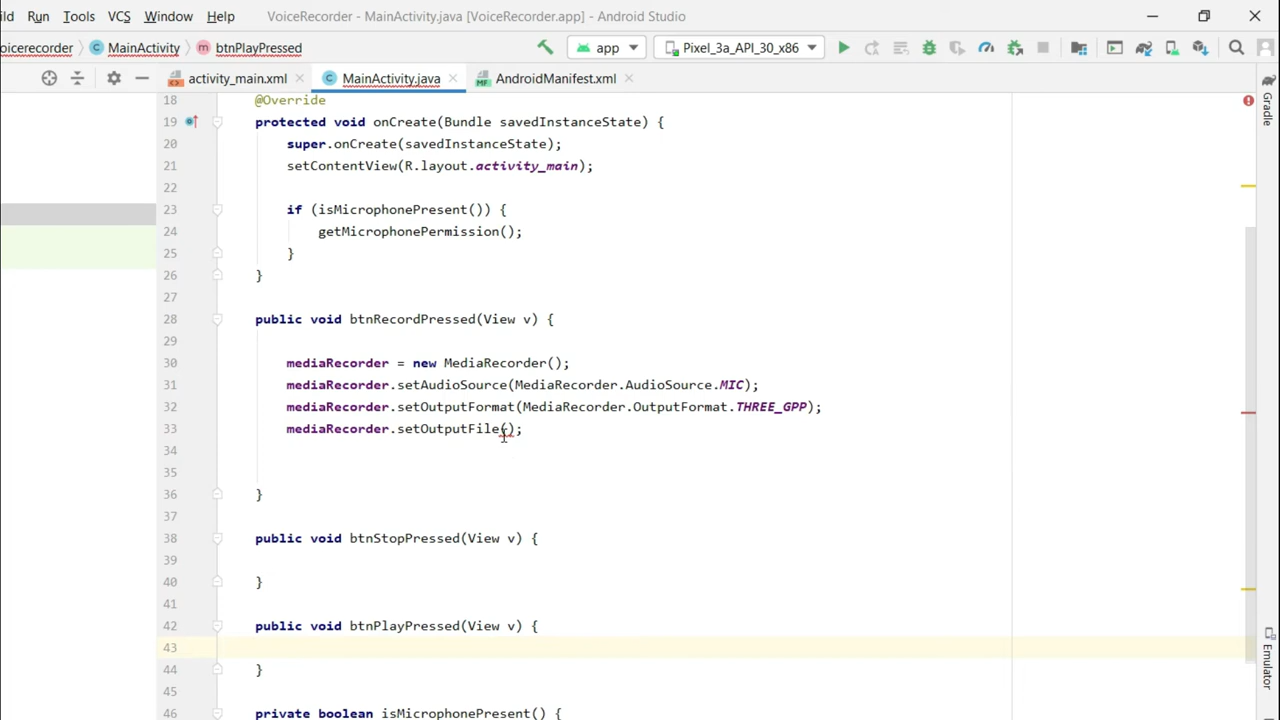 ild Run Tools VCS Window Help VoiceRecorder - MainActivity.java [VoiceRecorder.app] - Android Studio
oicerecorder MainActivity m btnPlayPressed app Pixel_3a_API_30_x86
activity_main.xml C MainActivity.java MF AndroidManifest.xml
18 @Override
19 protected void onCreate(Bundle savedInstanceState) {
20 super.onCreate(savedInstanceState);
21 setContentView(R.layout.activity_main);
22
23 if (isMicrophonePresent()) {
24 getMicrophonePermission();
25 }
26 }
27
28 public void btnRecordPressed(View v) {
29
30 mediaRecorder = new MediaRecorder();
31 mediaRecorder.setAudioSource(MediaRecorder.AudioSource.MIC);
32 mediaRecorder.setOutputFormat(MediaRecorder.OutputFormat.THREE_GPP);
33 mediaRecorder.setOutputFile();
34
35
36 }
37
38 public void btnStopPressed(View v) {
39
40 }
41
42 public void btnPlayPressed(View v) {
43
44 }
45
46 private boolean isMicrophonePresent() {
Gradle
Emulator